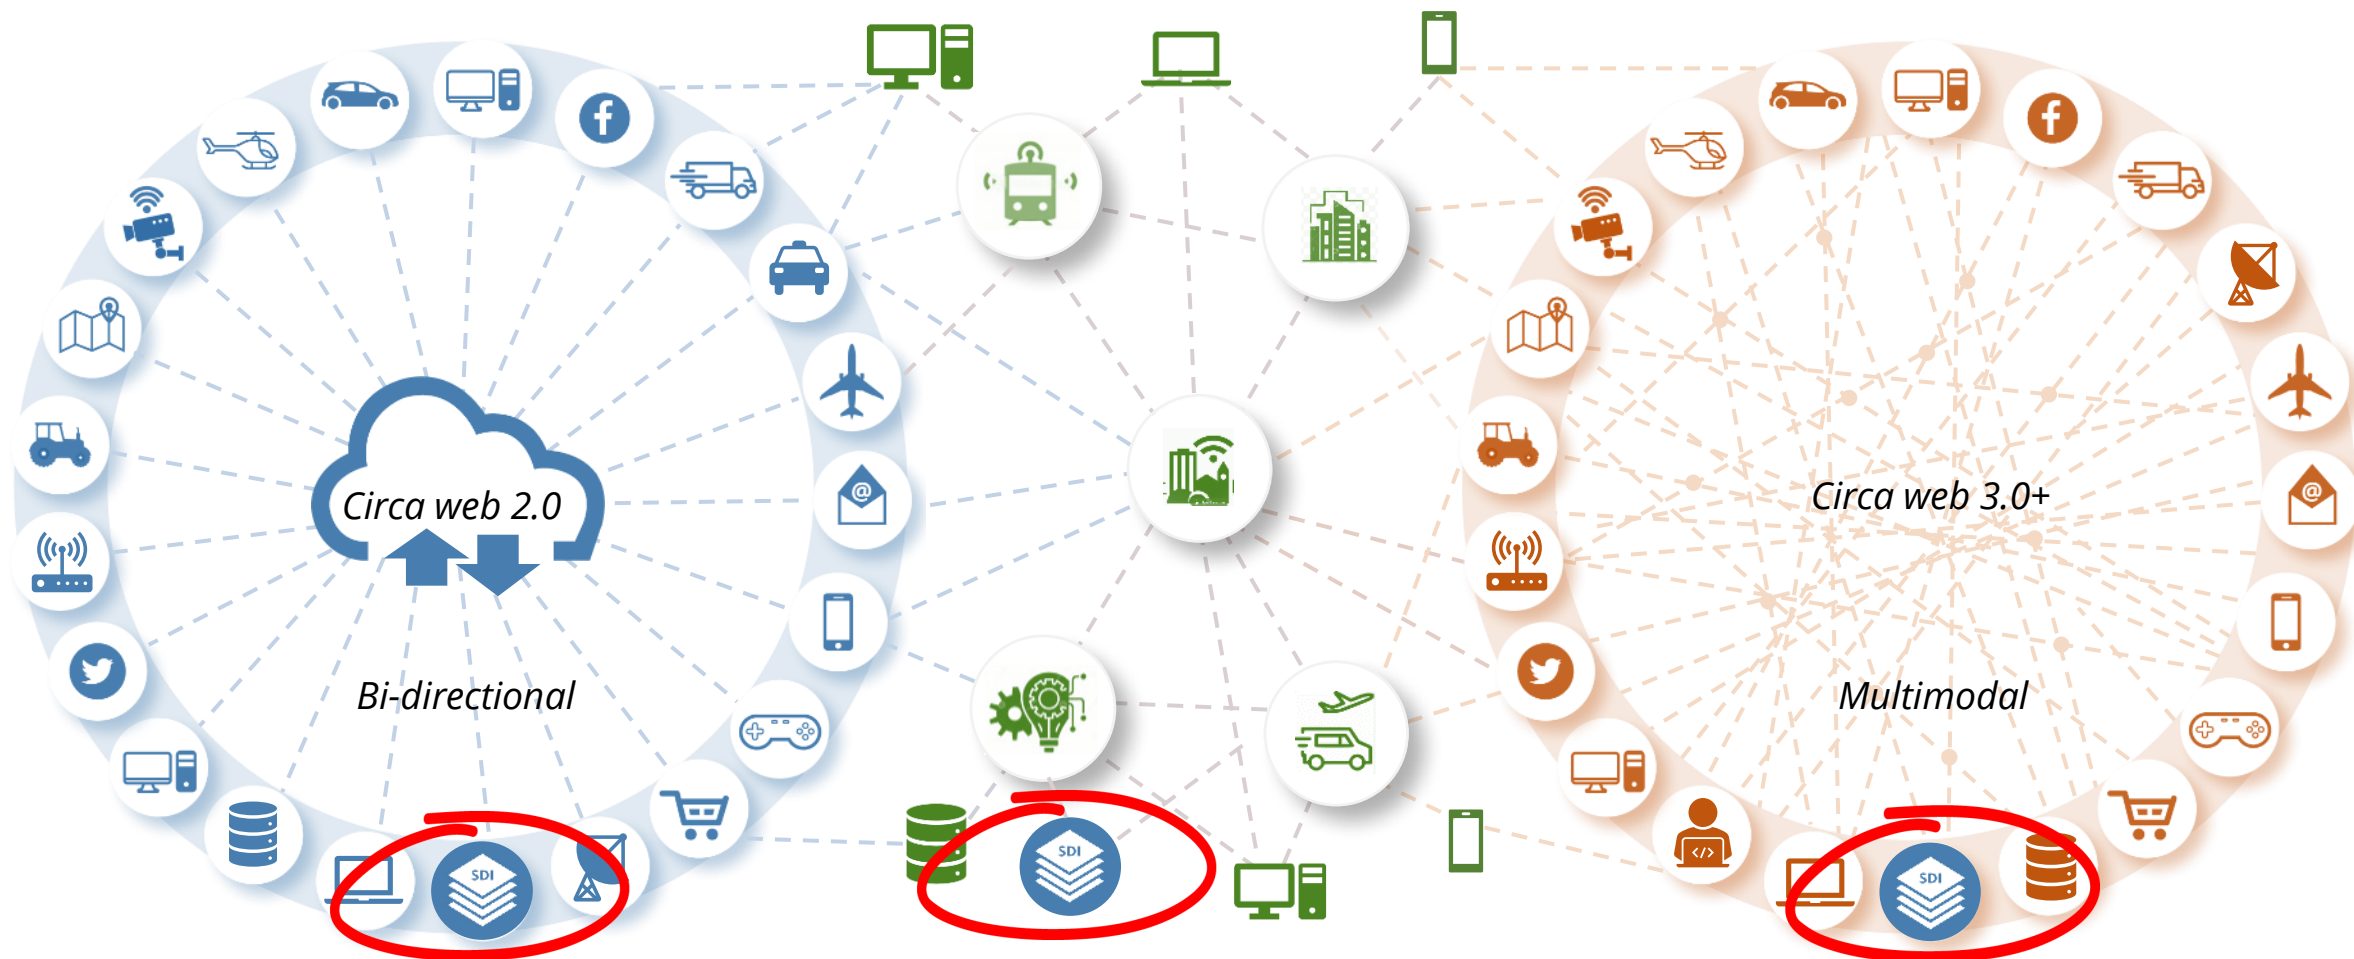 Circa web 2.0
Bi-directional
SDI
@
SDI
Circa web 3.0+
Multimodal
@
</>
SDI